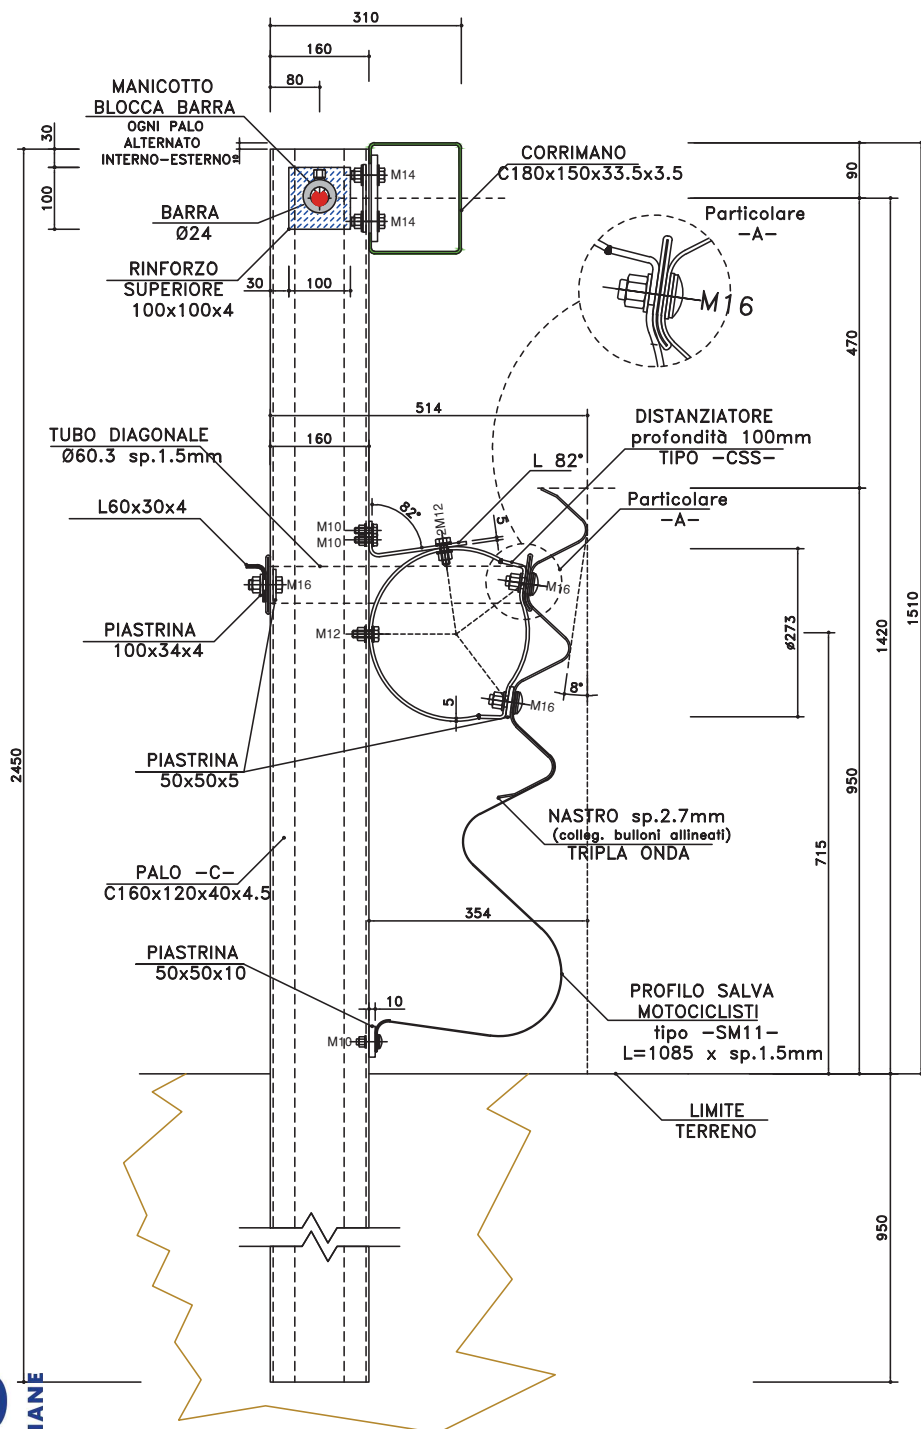 310
160
80
MANICOTTO
BLOCCA BARRA
OGNI PALO
ALTERNATO
INTERNO-ESTERNO
30
100
BARRA
Ø24
RINFORZO
SUPERIORE
100x100x4
30
100
M14
M14
CORRIMANO
C180x150x33.5x3.5
Particolare
-A-
M16
90
470
514
160
TUBO DIAGONALE
Ø60.3 sp.1.5mm
L60x30x4
DISTANZIATORE
profondità 100mm
TIPO -CSS-
L 82°
82°
M10
M10
2M12
5
Particolare
-A-
M16
M16
PIASTRINA
100x34x4
M12
ø273
1420
1510
8°
M16
5
PIASTRINA
50x50x5
2450
950
715
NASTRO sp.2.7mm
(colleg. bulloni allineati)
TRIPLA ONDA
PALO -C-
C160x120x40x4.5
354
PIASTRINA
50x50x10
10
M10
PROFILO SALVA
MOTOCICLISTI
tipo -SM11-
L=1085 x sp.1.5mm
LIMITE
TERRENO
950
IANE